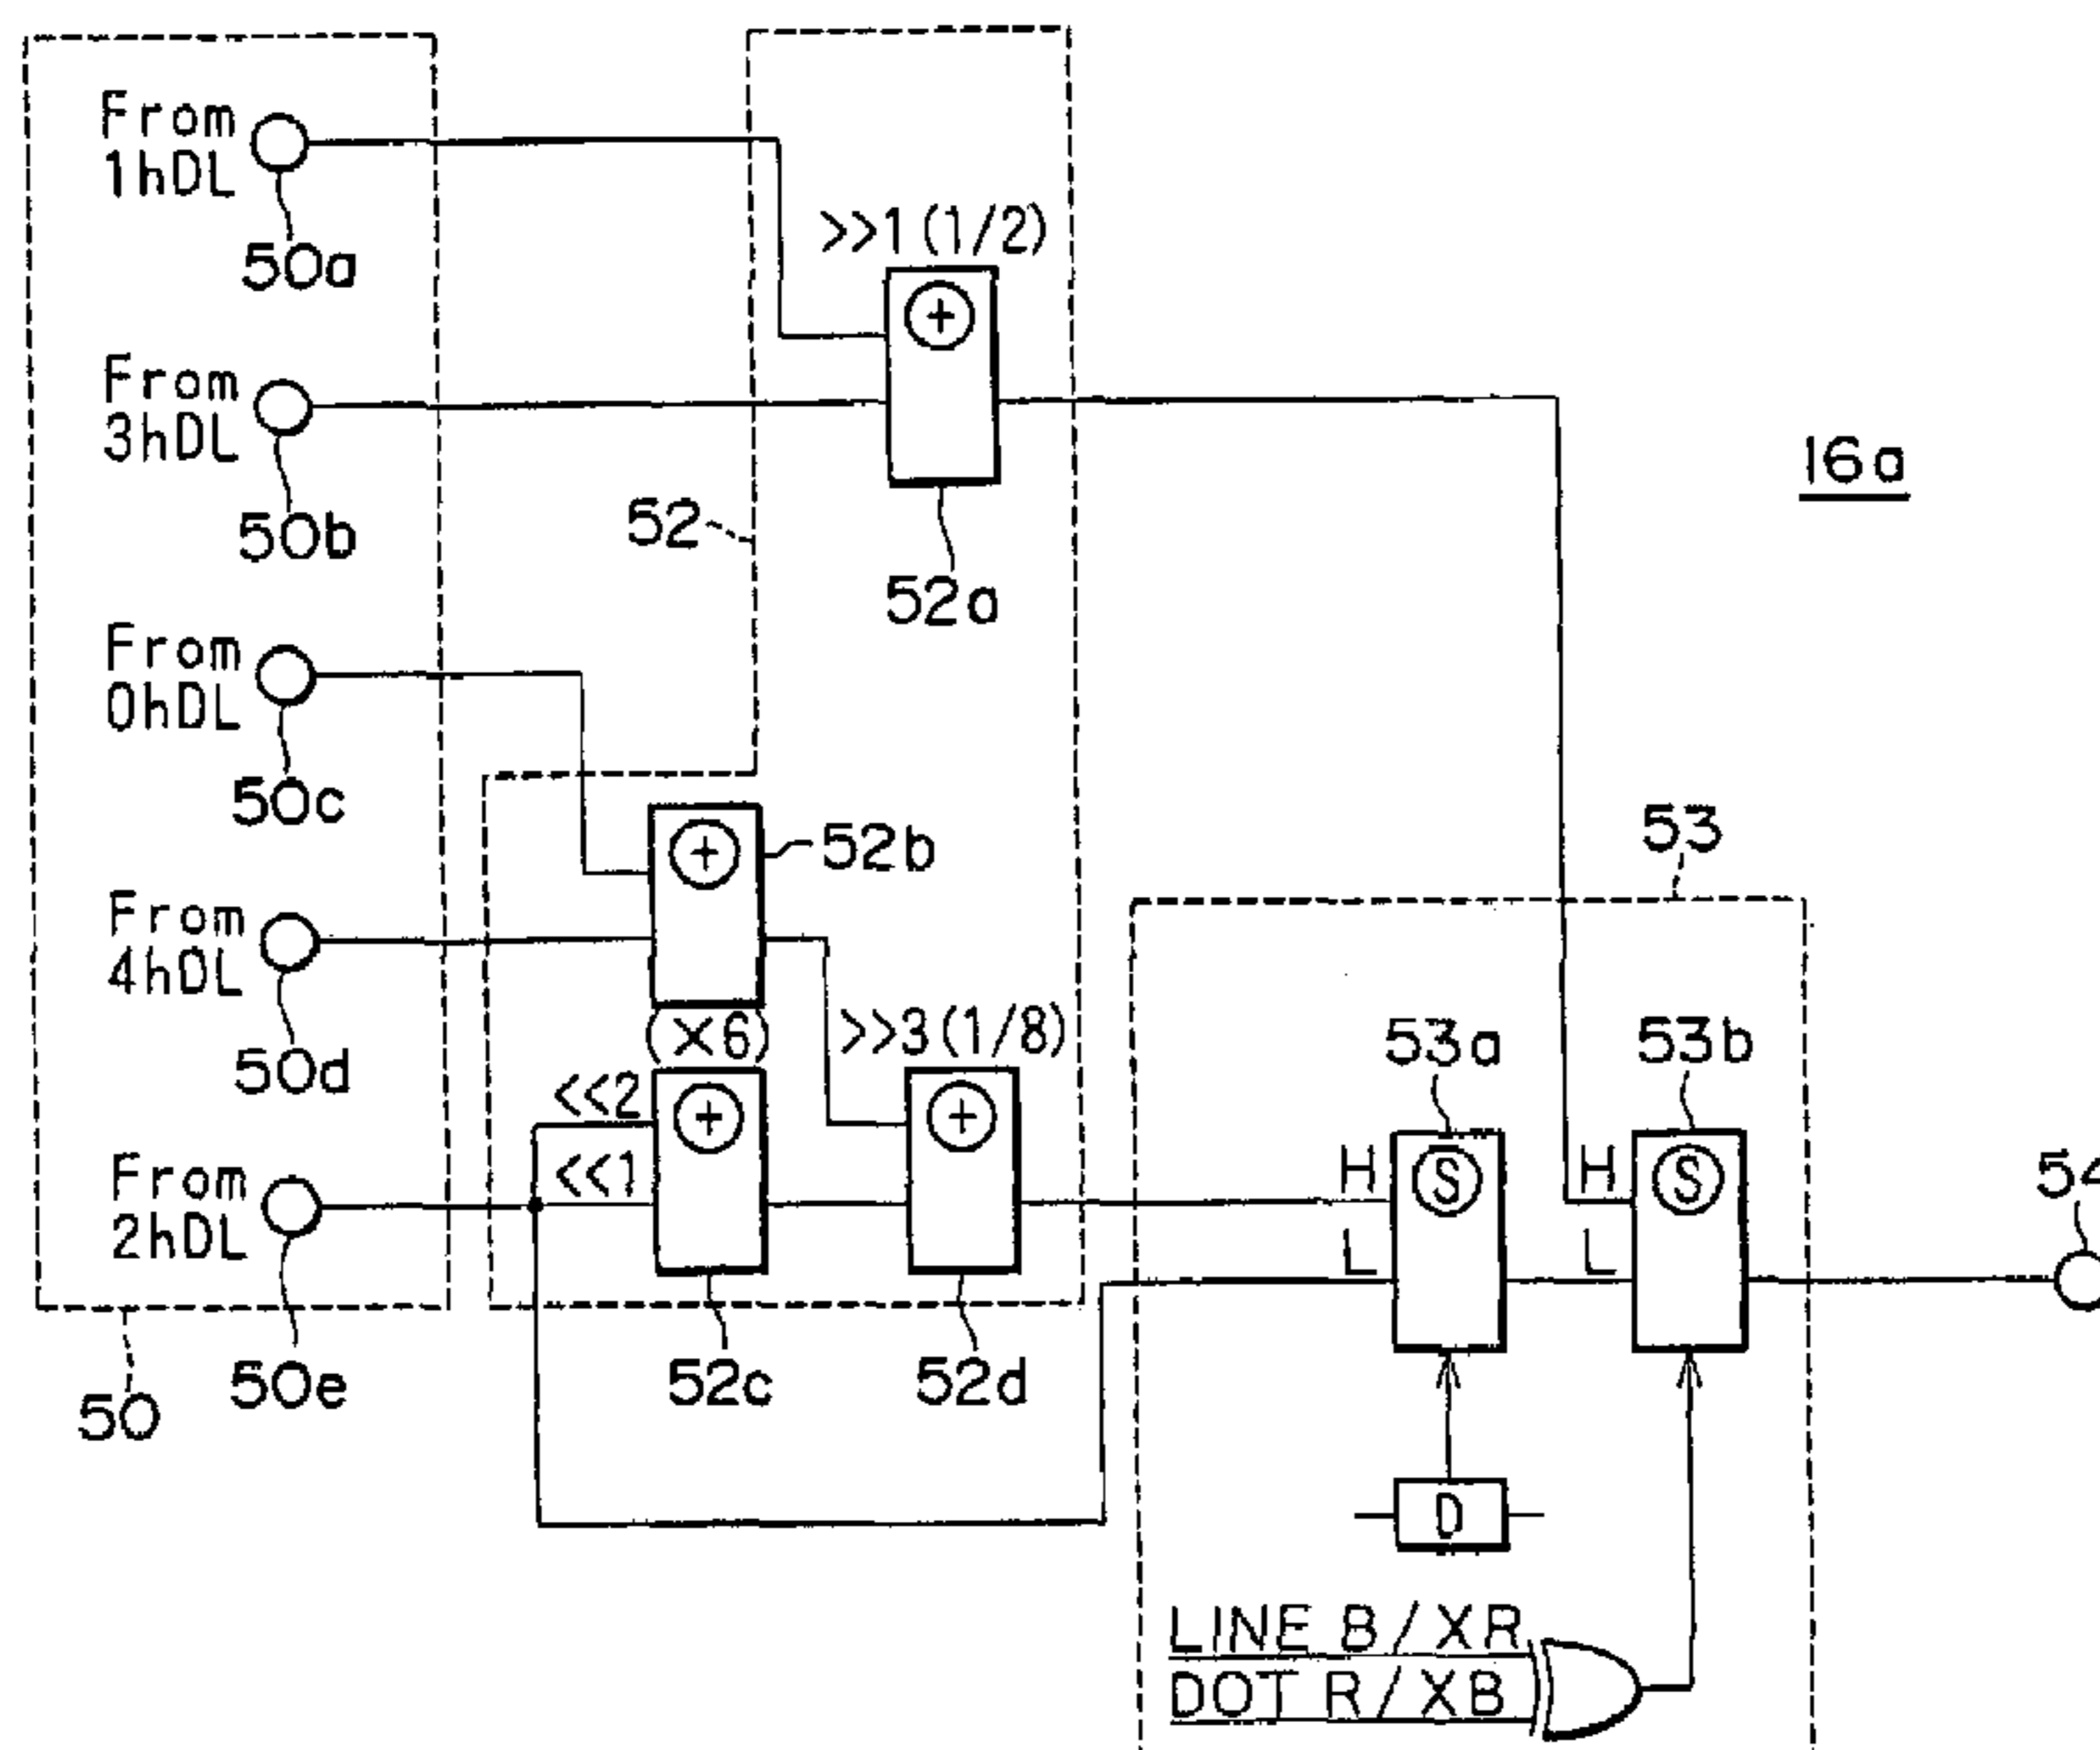 From
1hDL
50a
>>1(1/2)
From
3hDL
50b
52
52a
16a
From
0hDL
50c
52b
53
From
4hDL
50d
(×6)
>>3(1/8)
53a
53b
<<2
<<1
From
2hDL
H
L
S
H
L
S
54
50e
50
52c
52d
D
LINE B/XR
DOT R/XB